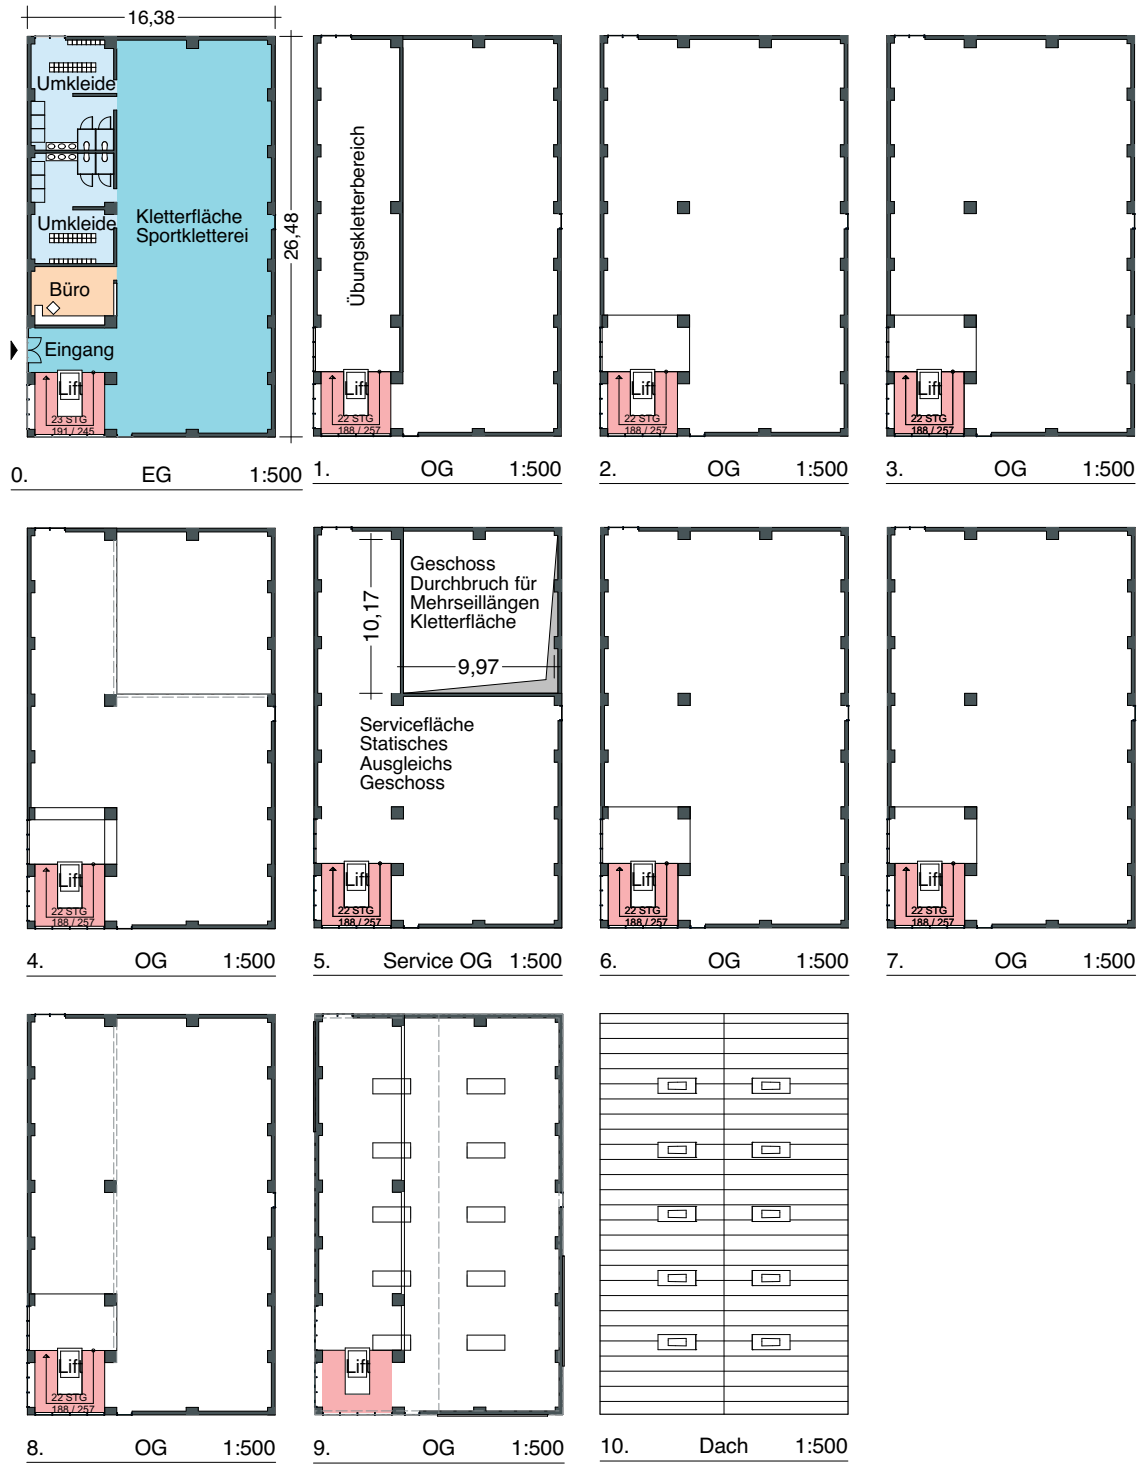 16,38
26,48
Umkleide
Umkleide
Kletterfläche
Sportkletterei
Büro
Eingang
Lift
23 STG
191 / 245
0. EG 1:500
Übungskletterbereich
Lift
22 STG
188 / 257
1. OG 1:500
Lift
22 STG
188 / 257
2. OG 1:500
Lift
22 STG
188 / 257
3. OG 1:500
Lift
22 STG
188 / 257
4. OG 1:500
Geschoss
Durchbruch für
Mehrseillängen
Kletterfläche
10,17
9,97
Servicefläche
Statisches
Ausgleichs
Geschoss
Lift
22 STG
188 / 257
5. Service OG 1:500
Lift
22 STG
188 / 257
6. OG 1:500
Lift
22 STG
188 / 257
7. OG 1:500
Lift
22 STG
188 / 257
8. OG 1:500
Lift
9. OG 1:500
10. Dach 1:500